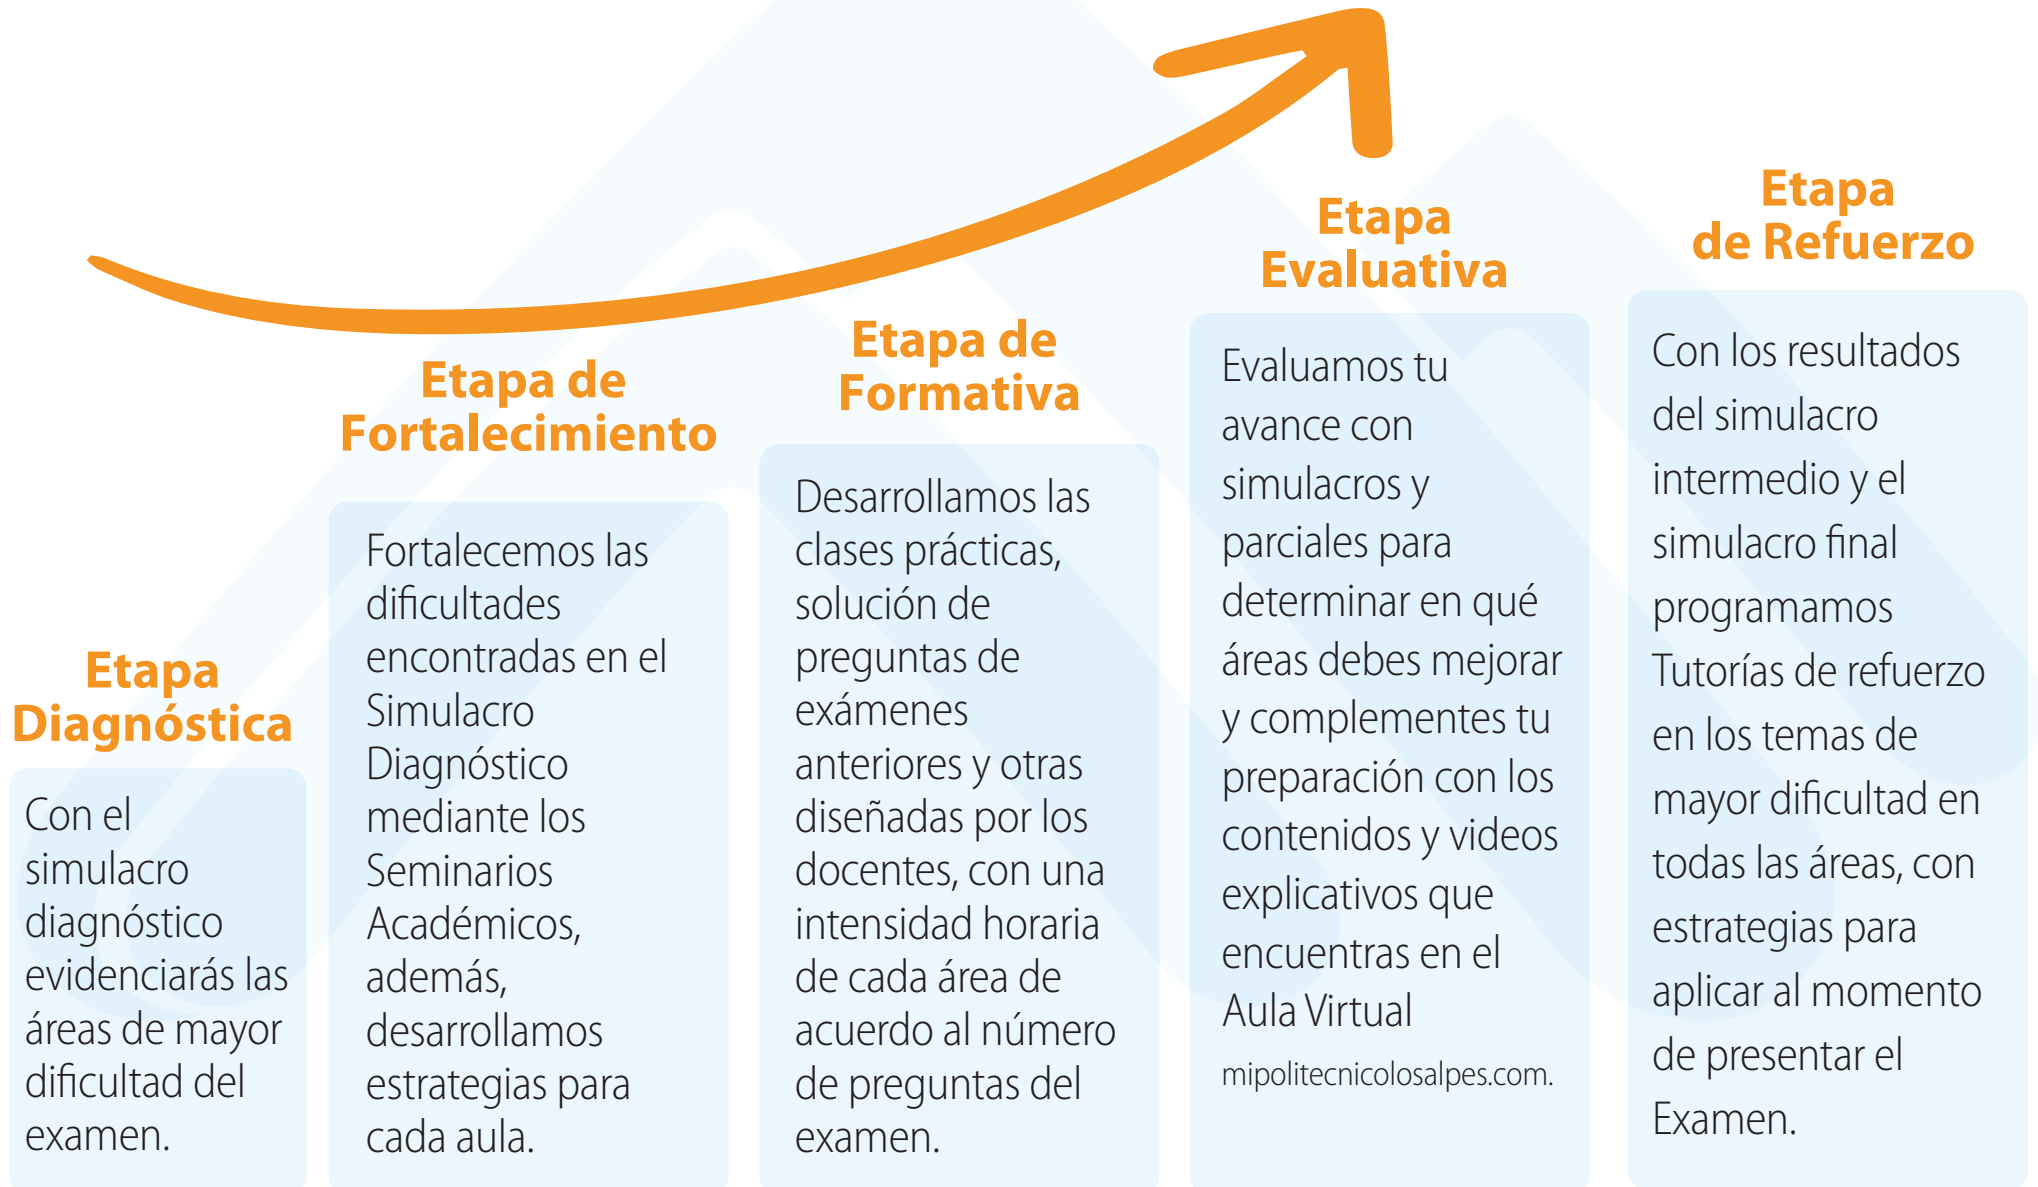 Etapa
Diagnóstica
Con el
simulacro
diagnóstico
evidenciarás las
áreas de mayor
dificultad del
examen.
Etapa de
Fortalecimiento
Fortalecemos las
dificultades
encontradas en el
Simulacro
Diagnóstico
mediante los
Seminarios
Académicos,
además,
desarrollamos
estrategias para
cada aula.
Etapa de
Formativa
Desarrollamos las
clases prácticas,
solución de
preguntas de
exámenes
anteriores y otras
diseñadas por los
docentes, con una
intensidad horaria
de cada área de
acuerdo al número
de preguntas del
examen.
Etapa
Evaluativa
Evaluamos tu
avance con
simulacros y
parciales para
determinar en qué
áreas debes mejorar
y complementes tu
preparación con los
contenidos y videos
explicativos que
encuentras en el
Aula Virtual
mipolitecnicolosalpes.com.
Etapa
de Refuerzo
Con los resultados
del simulacro
intermedio y el
simulacro final
programamos
Tutorías de refuerzo
en los temas de
mayor dificultad en
todas las áreas, con
estrategias para
aplicar al momento
de presentar el
Examen.